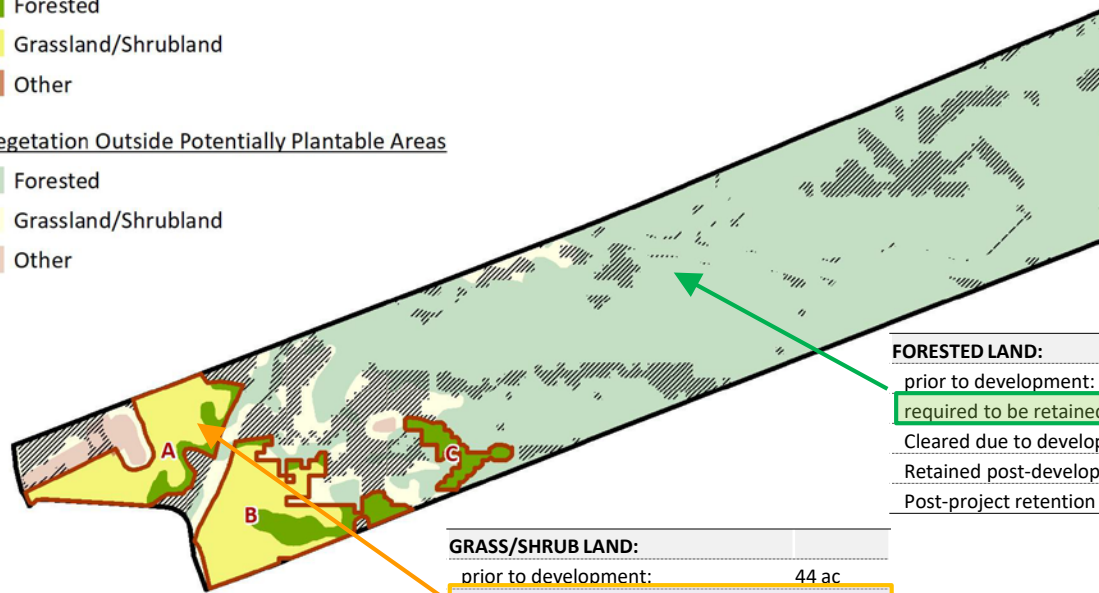 Forested
Grassland/Shrubland
Other
egetation Outside Potentially Plantable Areas
Forested
Grassland/Shrubland
Other
A
B
C
FORESTED LAND:
prior to development:
required to be retained
Cleared due to develop
Retained post-develop
Post-project retention
GRASS/SHRUB LAND:
prior to development: 44 ac